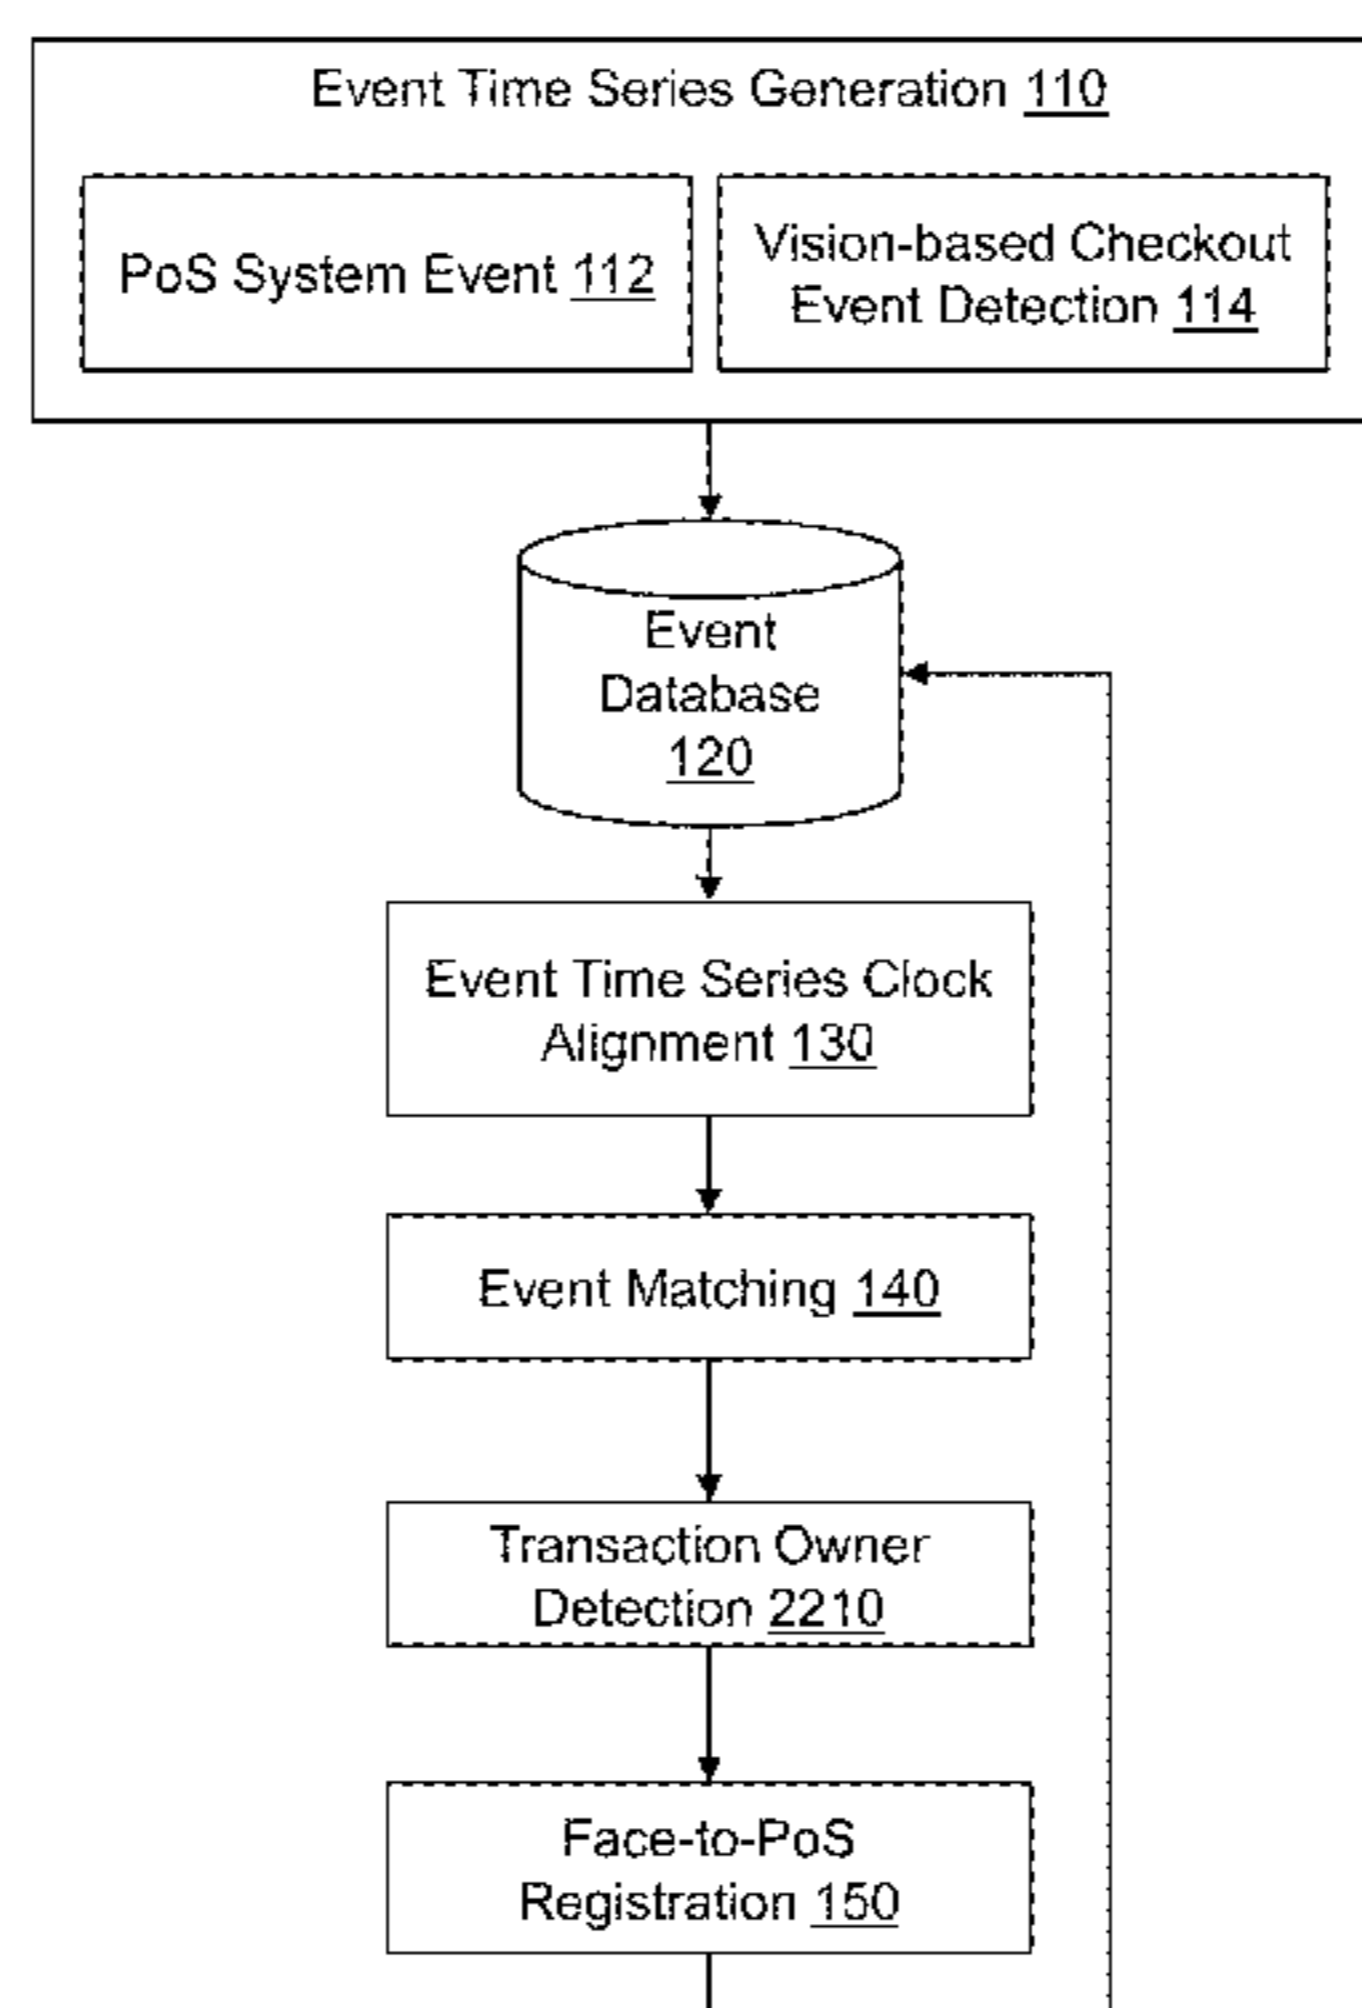 Event Time Series Generation 110
PoS System Event 112
Vision-based Checkout
Event Detection 114
Event
Database
120
Event Time Series Clock
Alignment 130
Event Matching 140
Transaction Owner
Detection 2210
Face-to-PoS
Registration 150